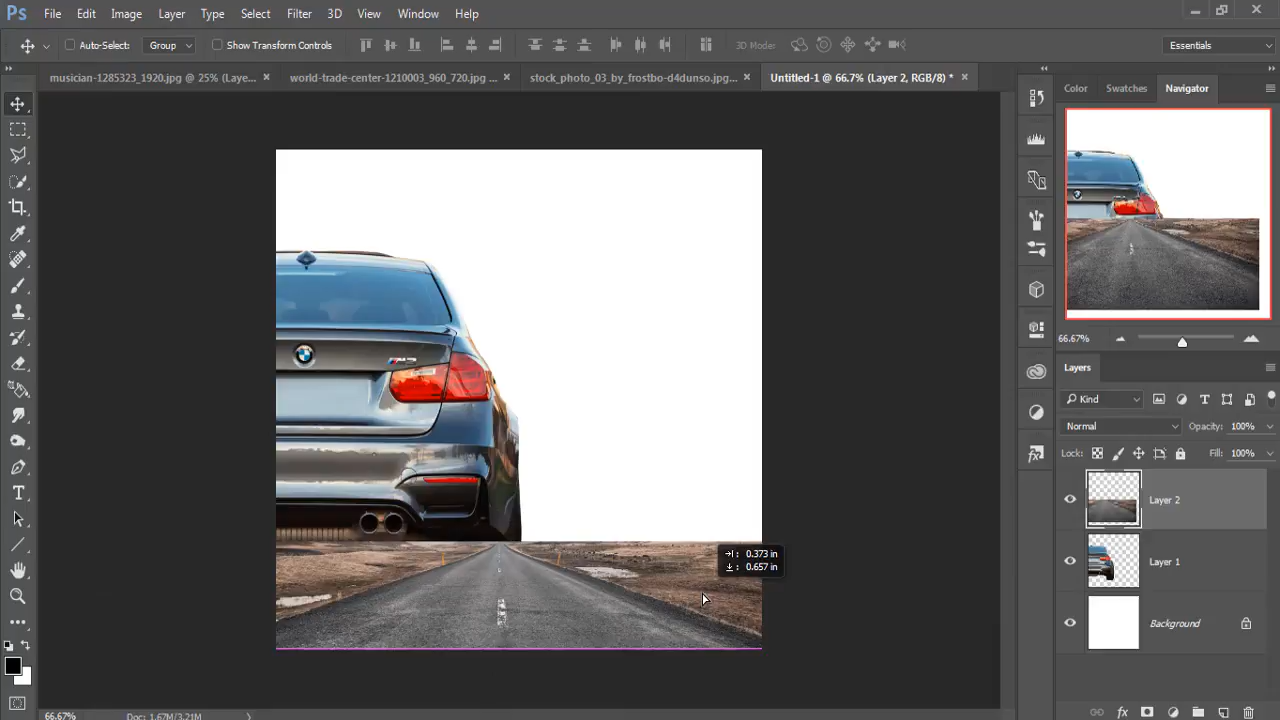 Ps File Edit Image Layer Type Select Filter 3D View Window Help
Auto-Select: Group Show Transform Controls 3D Mode: Essentials
musician-1285323_1920.jpg @ 25% (Laye... × world-trade-center-1210003_960_720.jpg ... × stock_photo_03_by_frostbo-d4dunso.jpg... × Untitled-1 @ 66.7% (Layer 2, RGB/8) * ×
Color Swatches Navigator
66.67%
Layers
Kind
Normal Opacity: 100%
Lock: Fill: 100%
Layer 2
Layer 1
Background
: 0.373 in
: 0.657 in
66.67% Doc: 1.67M/3.21M